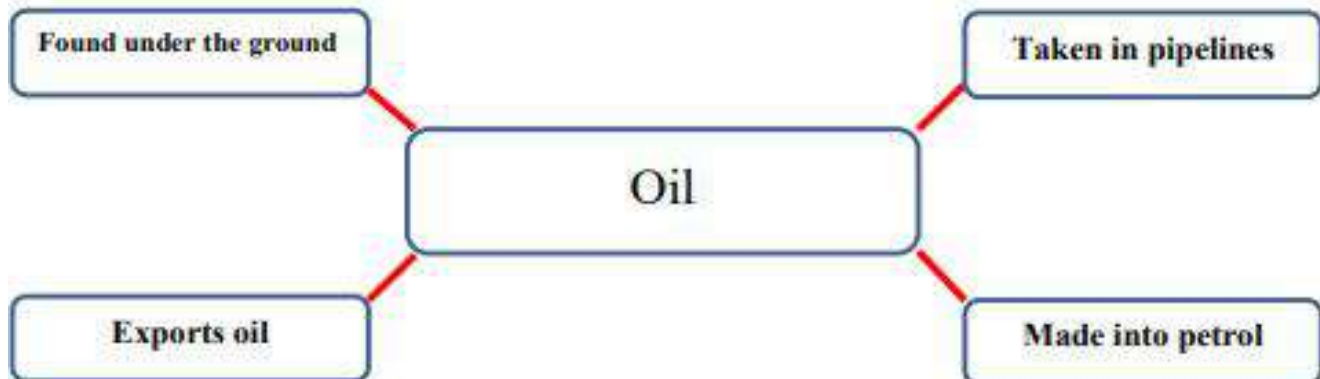 Found under the ground
Taken in pipelines
Oil
Exports oil
Made into petrol